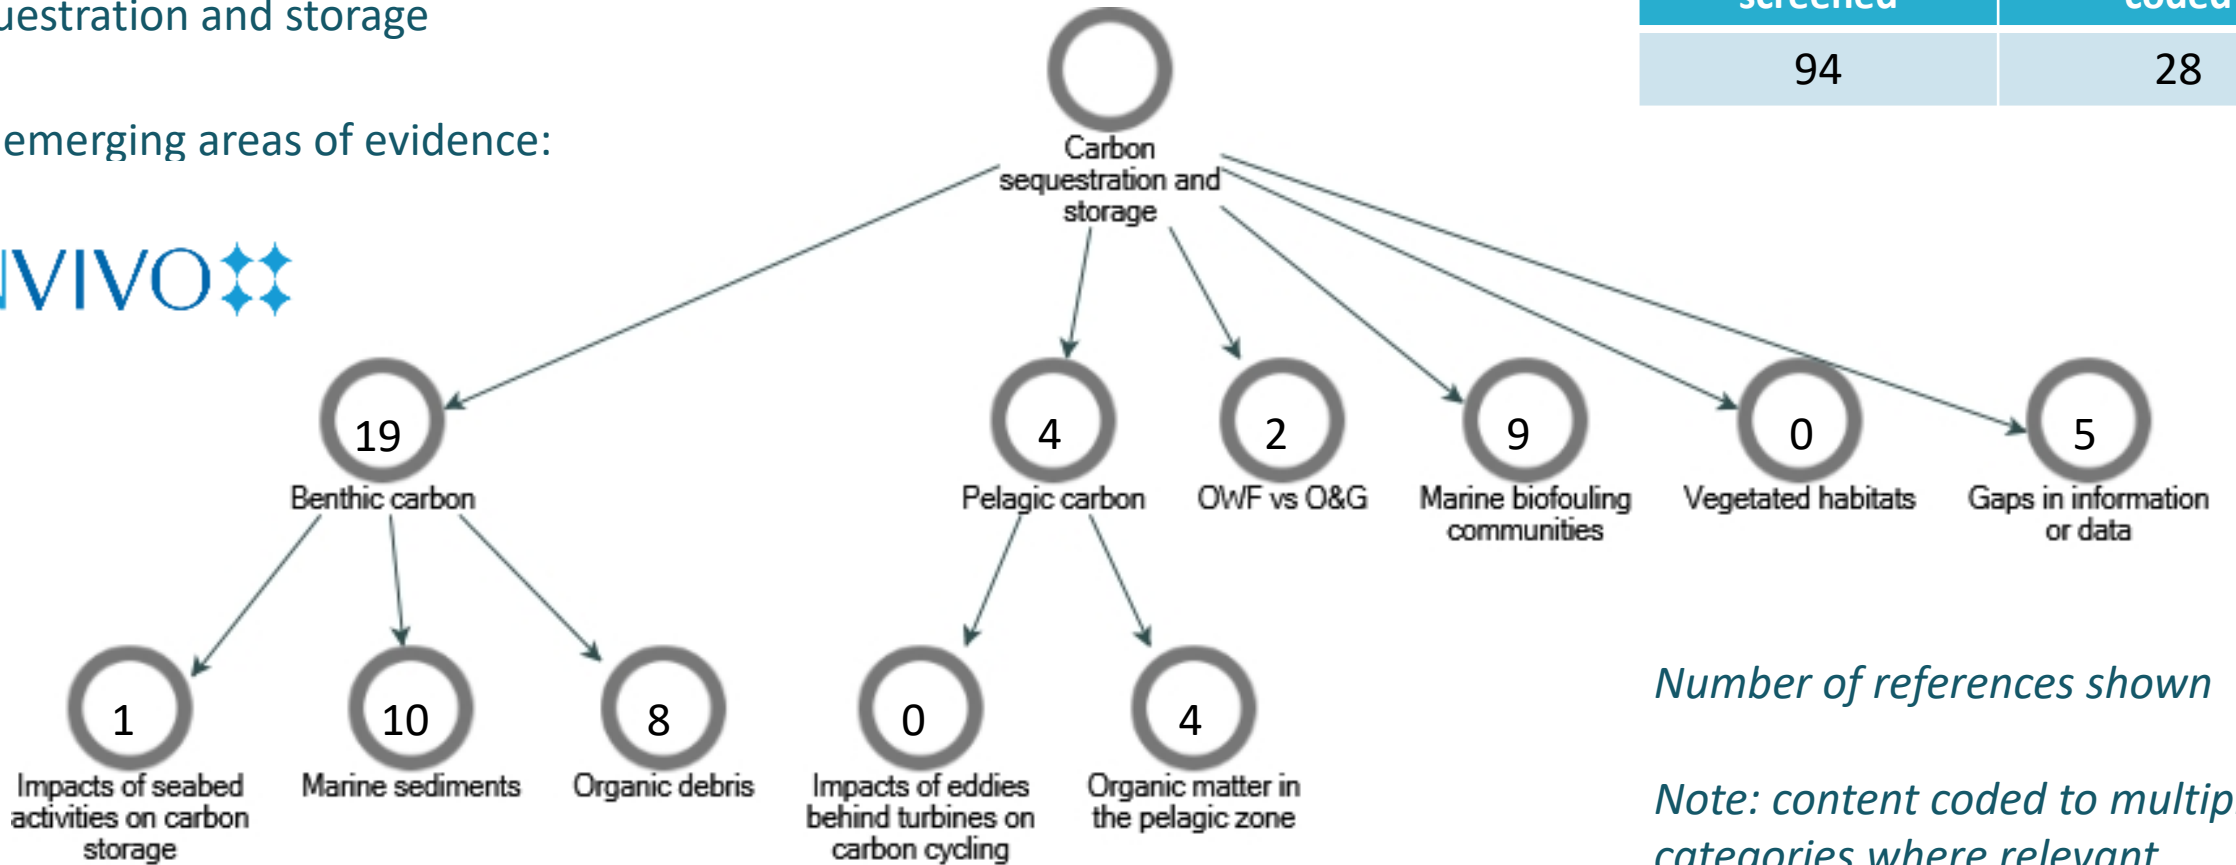 questration and storage
emerging areas of evidence:
NVIVO
screened coded
94 28
Carbon
sequestration and
storage
19 4 2 9 0 5
Benthic carbon
Pelagic carbon
OWF vs O&G
Marine biofouling
communities
Vegetated habitats
Gaps in information
or data
1 10 8 0 4
Impacts of seabed
activities on carbon
storage
Marine sediments
Organic debris
Impacts of eddies
behind turbines on
carbon cycling
Organic matter in
the pelagic zone
Number of references shown
Note: content coded to multip
categories where relevant